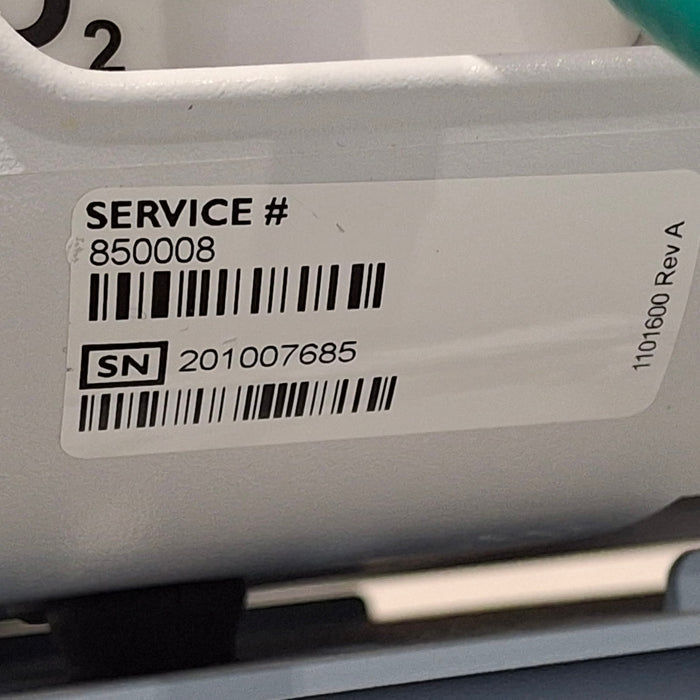 O2
SERVICE #
850008
SN 201007685
1101600 Rev A